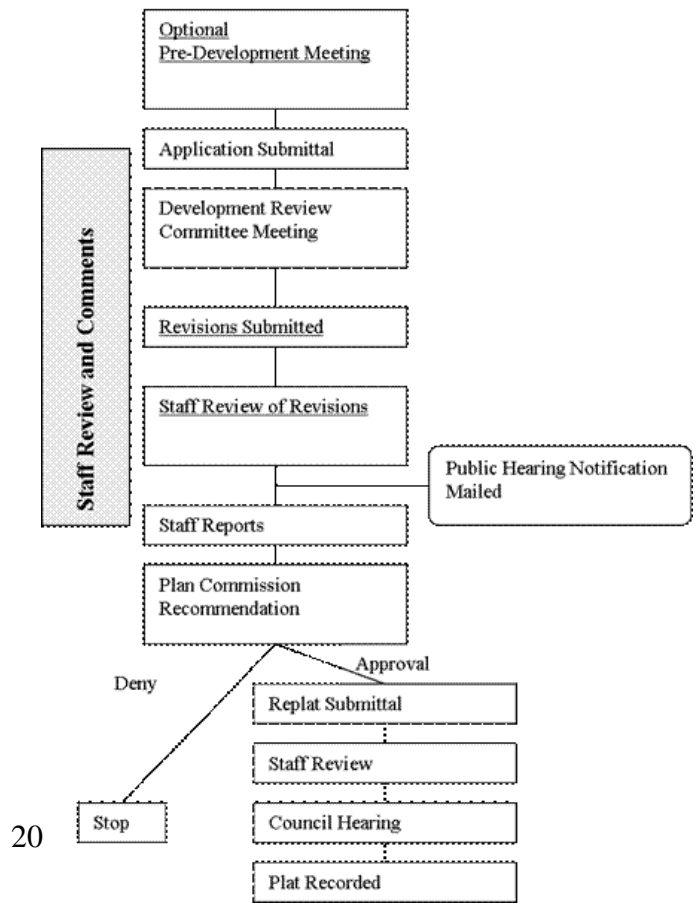 Optional
Pre-Development Meeting
Application Submittal
Development Review
Committee Meeting
Revisions Submitted
Staff Review of Revisions
Staff Review and Comments
Public Hearing Notification
Mailed
Staff Reports
Plan Commission
Recommendation
Deny
Approval
Replat Submittal
Staff Review
Stop
Council Hearing
Plat Recorded
20